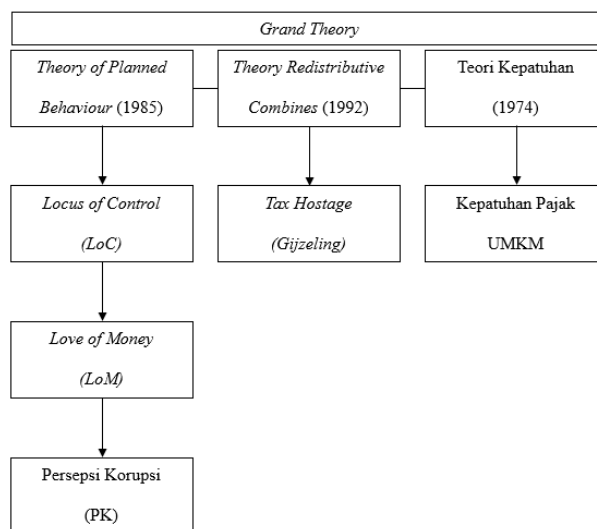 Grand Theory
Theory of Planned
Behaviour (1985)
Theory Redistributive
Combines (1992)
Teori Kepatuhan
(1974)
Locus of Control
(LoC)
Tax Hostage
(Gijzeling)
Kepatuhan Pajak
UMKM
Love of Money
(LoM)
Persepsi Korupsi
(PK)